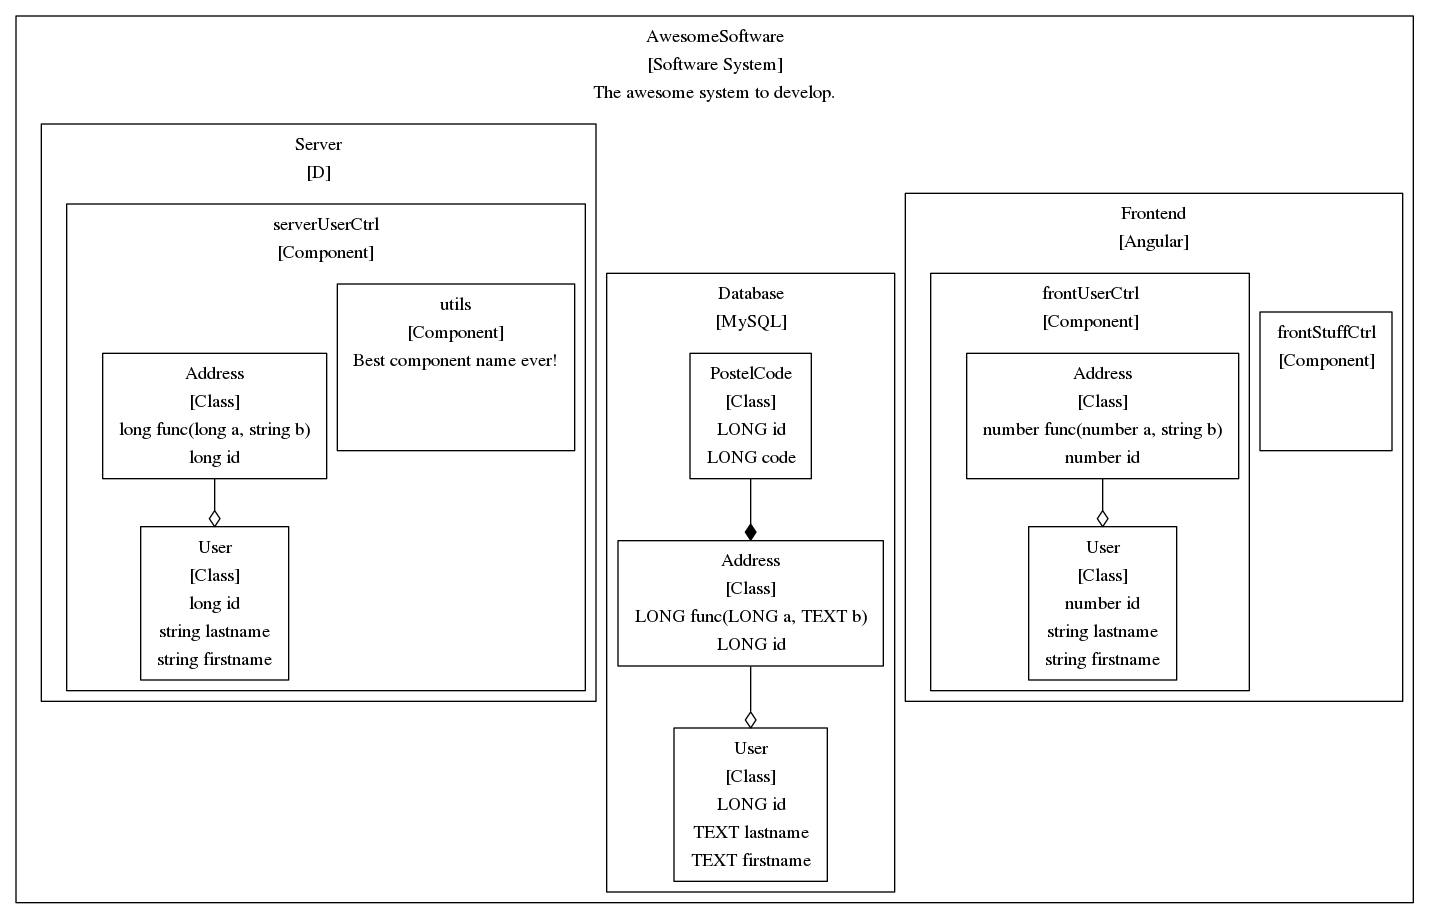 AwesomeSoftware
[Software System]
The awesome system to develop.
Server
[D]
serverUserCtrl
[Component]
utils
[Component]
Best component name ever!
Address
[Class]
long func(long a, string b)
long id
User
[Class]
long id
string lastname
string firstname
Database
[MySQL]
PostelCode
[Class]
LONG id
LONG code
Address
[Class]
LONG func(LONG a, TEXT b)
LONG id
User
[Class]
LONG id
TEXT lastname
TEXT firstname
Frontend
[Angular]
frontUserCtrl
[Component]
Address
[Class]
number func(number a, string b)
number id
User
[Class]
number id
string lastname
string firstname
frontStuffCtrl
[Component]